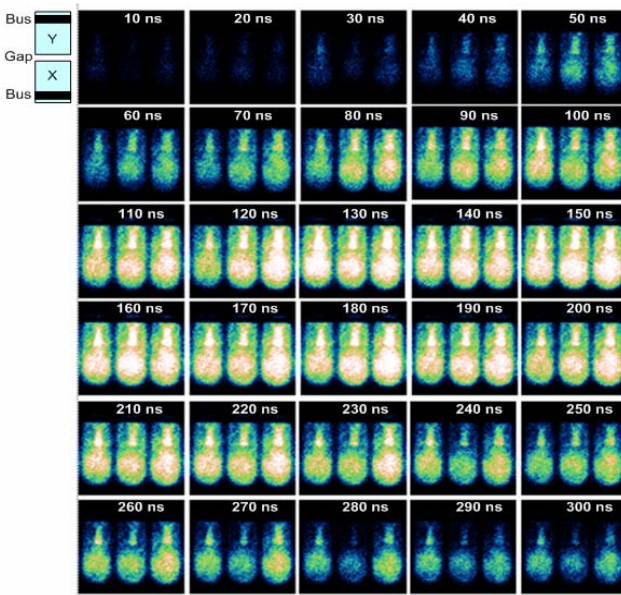 Bus
Y
Gap
X
Bus
10 ns 20 ns 30 ns 40 ns 50 ns
60 ns 70 ns 80 ns 90 ns 100 ns
110 ns 120 ns 130 ns 140 ns 150 ns
160 ns 170 ns 180 ns 190 ns 200 ns
210 ns 220 ns 230 ns 240 ns 250 ns
260 ns 270 ns 280 ns 290 ns 300 ns